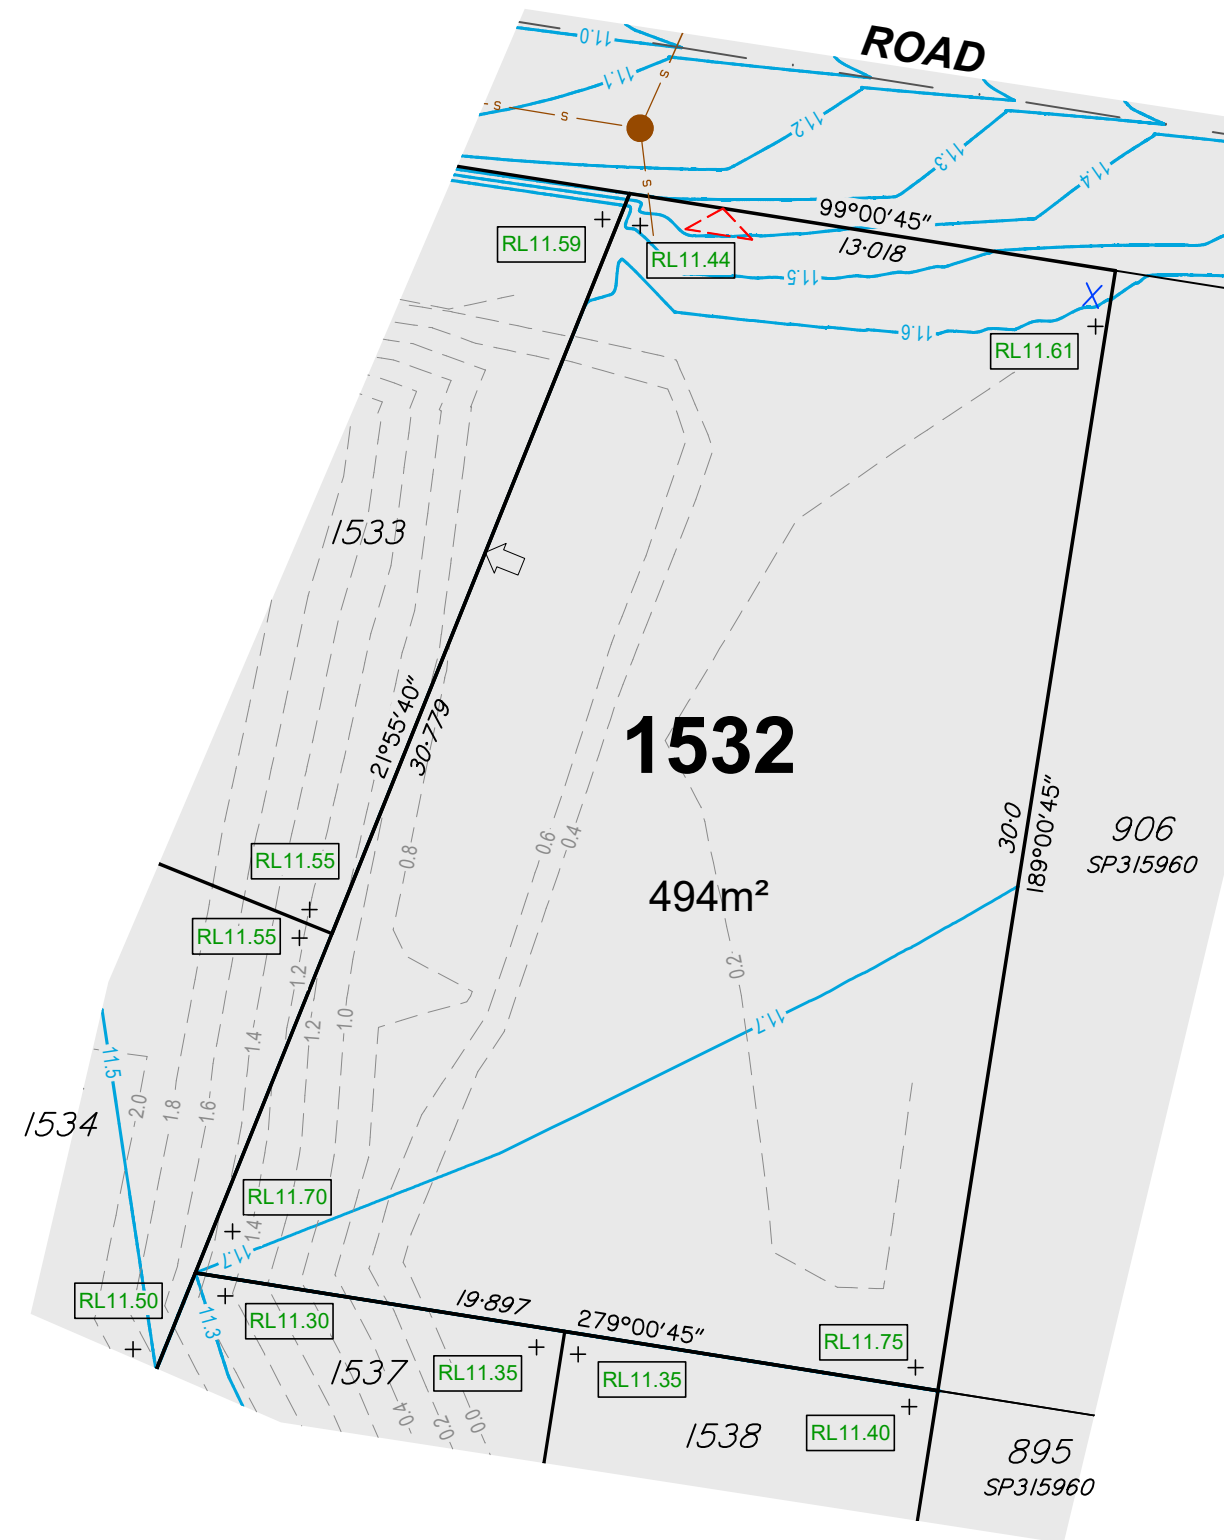 ROAD
11.0
11.1
11.2
11.3
11.4
s
s
s
s
99°00'45"
13·018
RL11.59
RL11.44
11.5
11.6
RL11.61
1533
21°55'40"
30·779
1532
494m²
30·0
189°00'45"
906
SP315960
0.6
0.4
0.8
RL11.55
RL11.55
0.2
1.2
1.2
1.0
1.4
11.7
11.5
2.0
1.8
1.6
1534
RL11.70
1.4
11.7
RL11.50
11.3
RL11.30
19·897
279°00'45"
RL11.75
1537
RL11.35
RL11.35
0.4
0.2
0.0
1538
RL11.40
895
SP315960